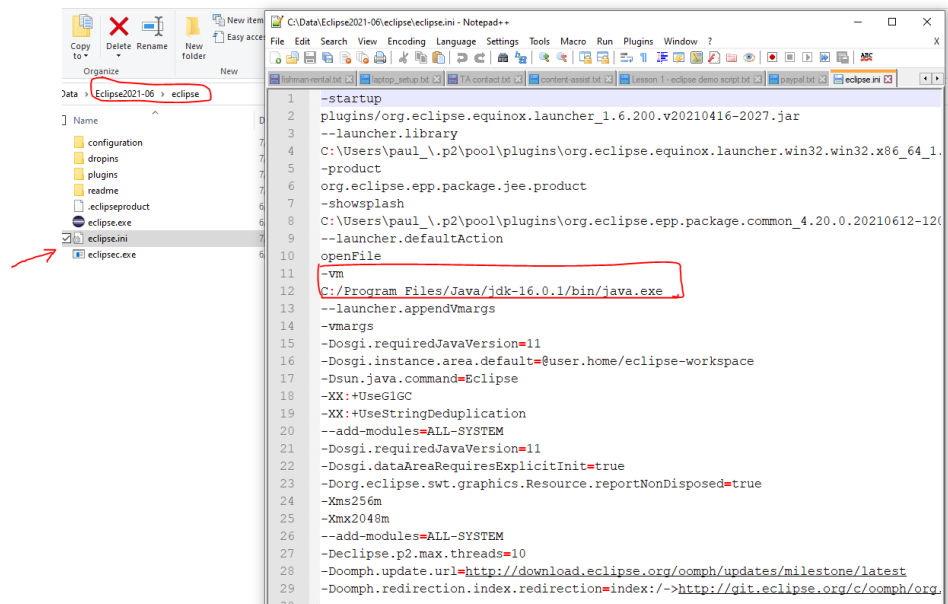 New item
Easy acces
Copy to
Delete
Rename
New folder
Organize
New
Data > Eclipse2021-06 > eclipse
Name
D
configuration
7
dropins
7
plugins
7
readme
7
.eclipseproduct
6
eclipse.exe
6
eclipse.ini
7
eclipsec.exe
6
C:\Data\Eclipse2021-06\eclipse\eclipse.ini - Notepad++
File Edit Search View Encoding Language Settings Tools Macro Run Plugins Window ?
X
fishman-rental.txt laptop_setup.txt TA contact.txt content-assist.txt Lesson 1 - eclipse demo script.txt paypal.txt eclipse.ini
1 -startup
2 plugins/org.eclipse.equinox.launcher_1.6.200.v20210416-2027.jar
3 --launcher.library
4 C:\Users\paul_\.p2\pool\plugins\org.eclipse.equinox.launcher.win32.win32.x86_64_1.
5 -product
6 org.eclipse.epp.package.jee.product
7 -showsplash
8 C:\Users\paul_\.p2\pool\plugins\org.eclipse.epp.package.common_4.20.0.20210612-120
9 --launcher.defaultAction
10 openFile
11 -vm
12 C:/Program Files/Java/jdk-16.0.1/bin/java.exe
13 --launcher.appendVmargs
14 -vmargs
15 -Dosgi.requiredJavaVersion=11
16 -Dosgi.instance.area.default=@user.home/eclipse-workspace
17 -Dsun.java.command=Eclipse
18 -XX:+UseG1GC
19 -XX:+UseStringDeduplication
20 --add-modules=ALL-SYSTEM
21 -Dosgi.requiredJavaVersion=11
22 -Dosgi.dataAreaRequiresExplicitInit=true
23 -Dorg.eclipse.swt.graphics.Resource.reportNonDisposed=true
24 -Xms256m
25 -Xmx2048m
26 --add-modules=ALL-SYSTEM
27 -Declipse.p2.max.threads=10
28 -Doomph.update.url=http://download.eclipse.org/oomph/updates/milestone/latest
29 -Doomph.redirection.index.redirection=index:/->http://git.eclipse.org/c/oomph/org.